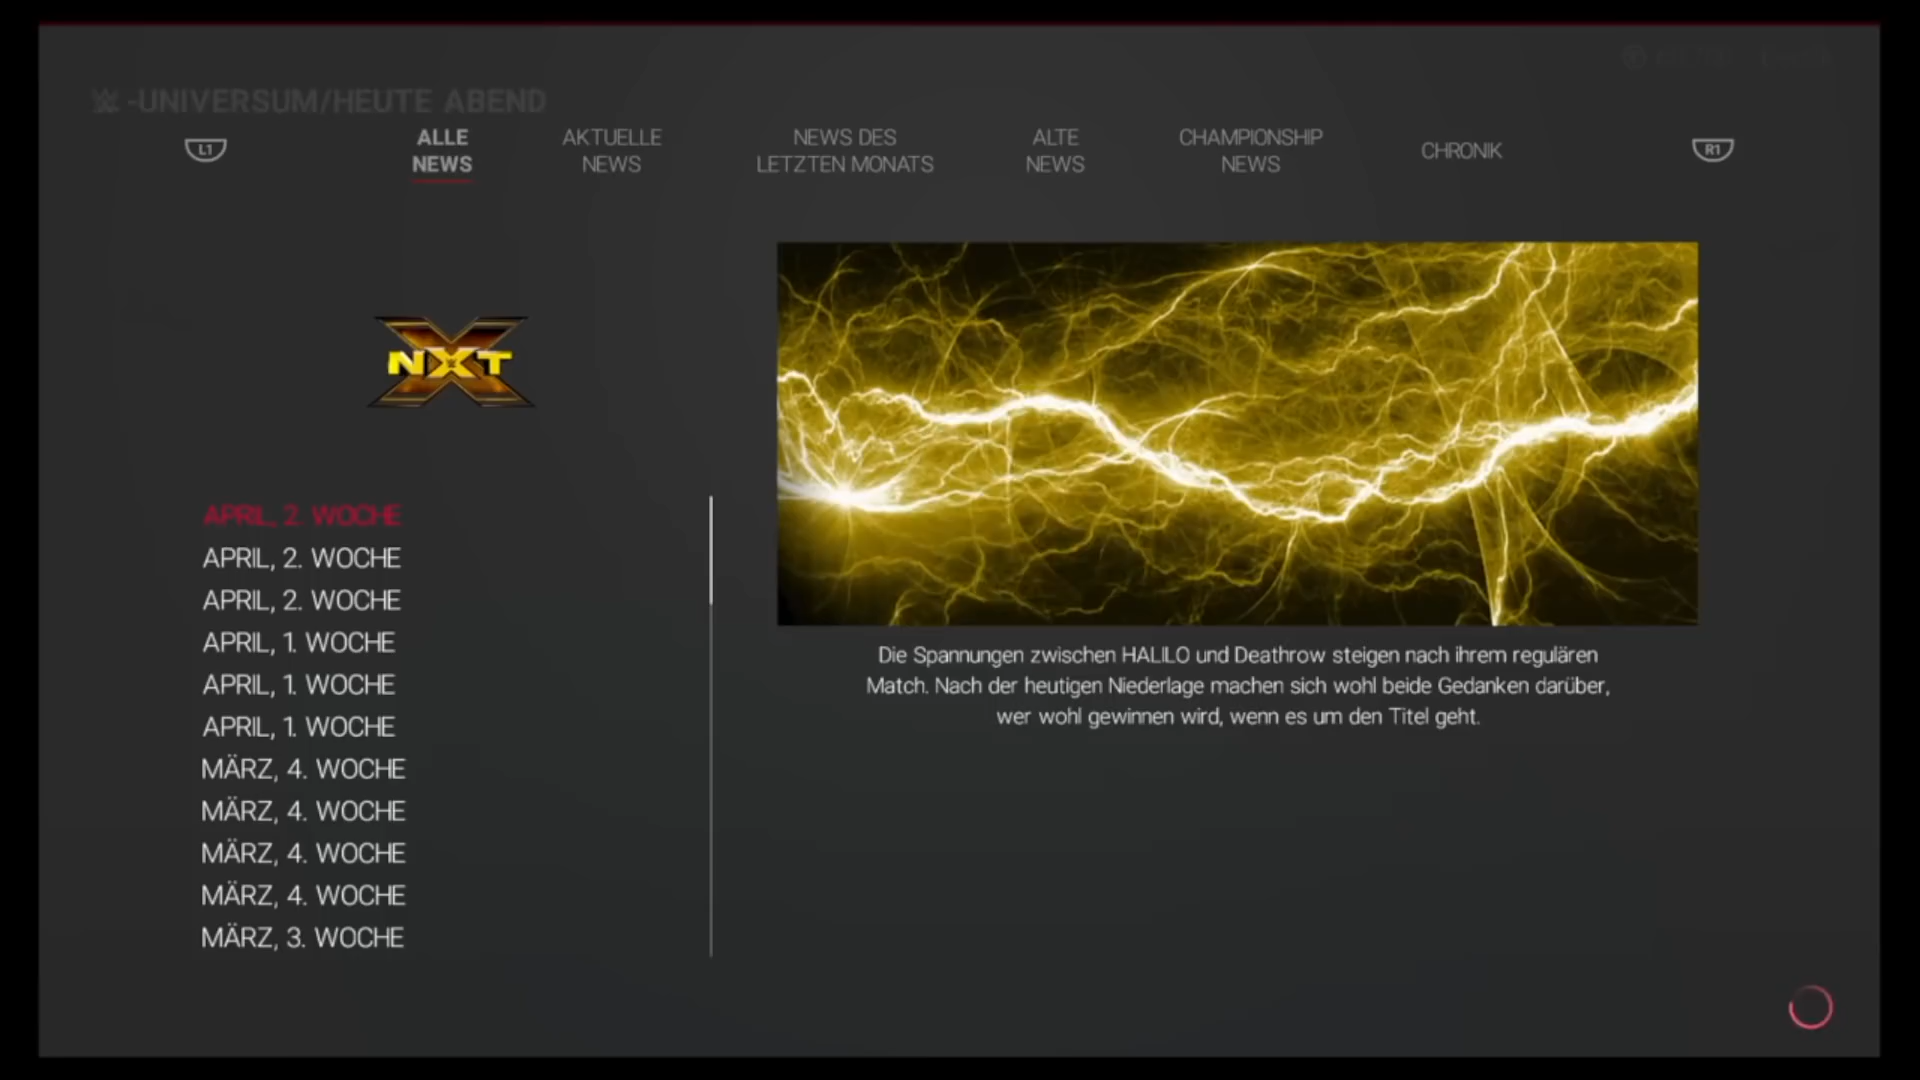 -UNIVERSUM/HEUTE ABEND
L1
ALLE
NEWS
AKTUELLE
NEWS
NEWS DES
LETZTEN MONATS
ALTE
NEWS
CHAMPIONSHIP
NEWS
CHRONIK
R1
NXT
APRIL, 2. WOCHE
APRIL, 2. WOCHE
APRIL, 2. WOCHE
APRIL, 1. WOCHE
APRIL, 1. WOCHE
APRIL, 1. WOCHE
MÄRZ, 4. WOCHE
MÄRZ, 4. WOCHE
MÄRZ, 4. WOCHE
MÄRZ, 4. WOCHE
MÄRZ, 3. WOCHE
Die Spannungen zwischen HALILO und Deathrow steigen nach ihrem regulären
Match. Nach der heutigen Niederlage machen sich wohl beide Gedanken darüber,
wer wohl gewinnen wird, wenn es um den Titel geht.